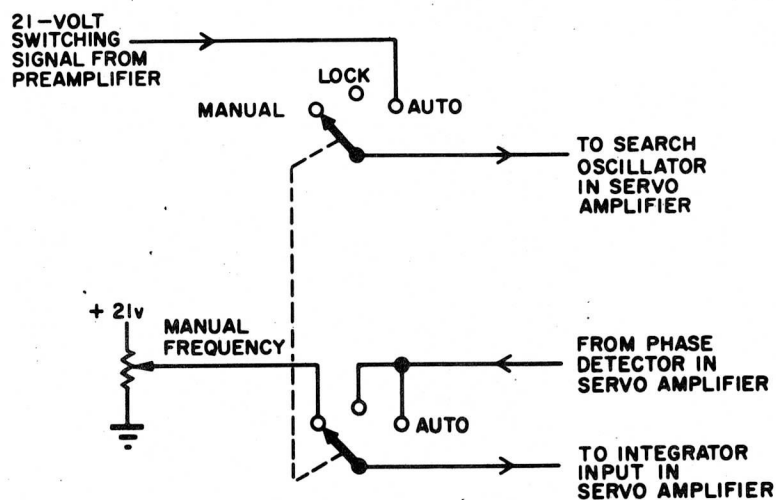 21-VOLT
SWITCHING
SIGNAL FROM
PREAMPLIFIER
LOCK
MANUAL
AUTO
TO SEARCH
OSCILLATOR
IN SERVO
AMPLIFIER
+ 21v
MANUAL
FREQUENCY
FROM PHASE
DETECTOR IN
SERVO AMPLIFIER
AUTO
TO INTEGRATOR
INPUT IN
SERVO AMPLIFIER